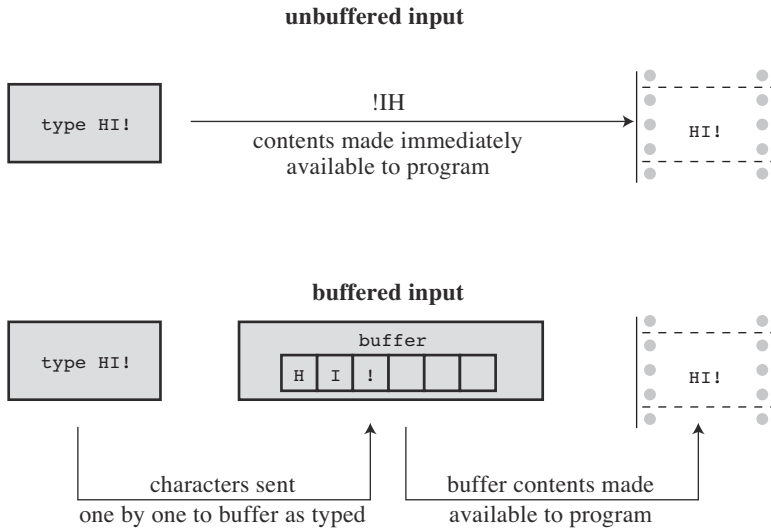 unbuffered input
type HI!
!IH
contents made immediately
available to program
HI!
buffered input
type HI!
buffer
H I !
HI!
characters sent
one by one to buffer as typed
buffer contents made
available to program